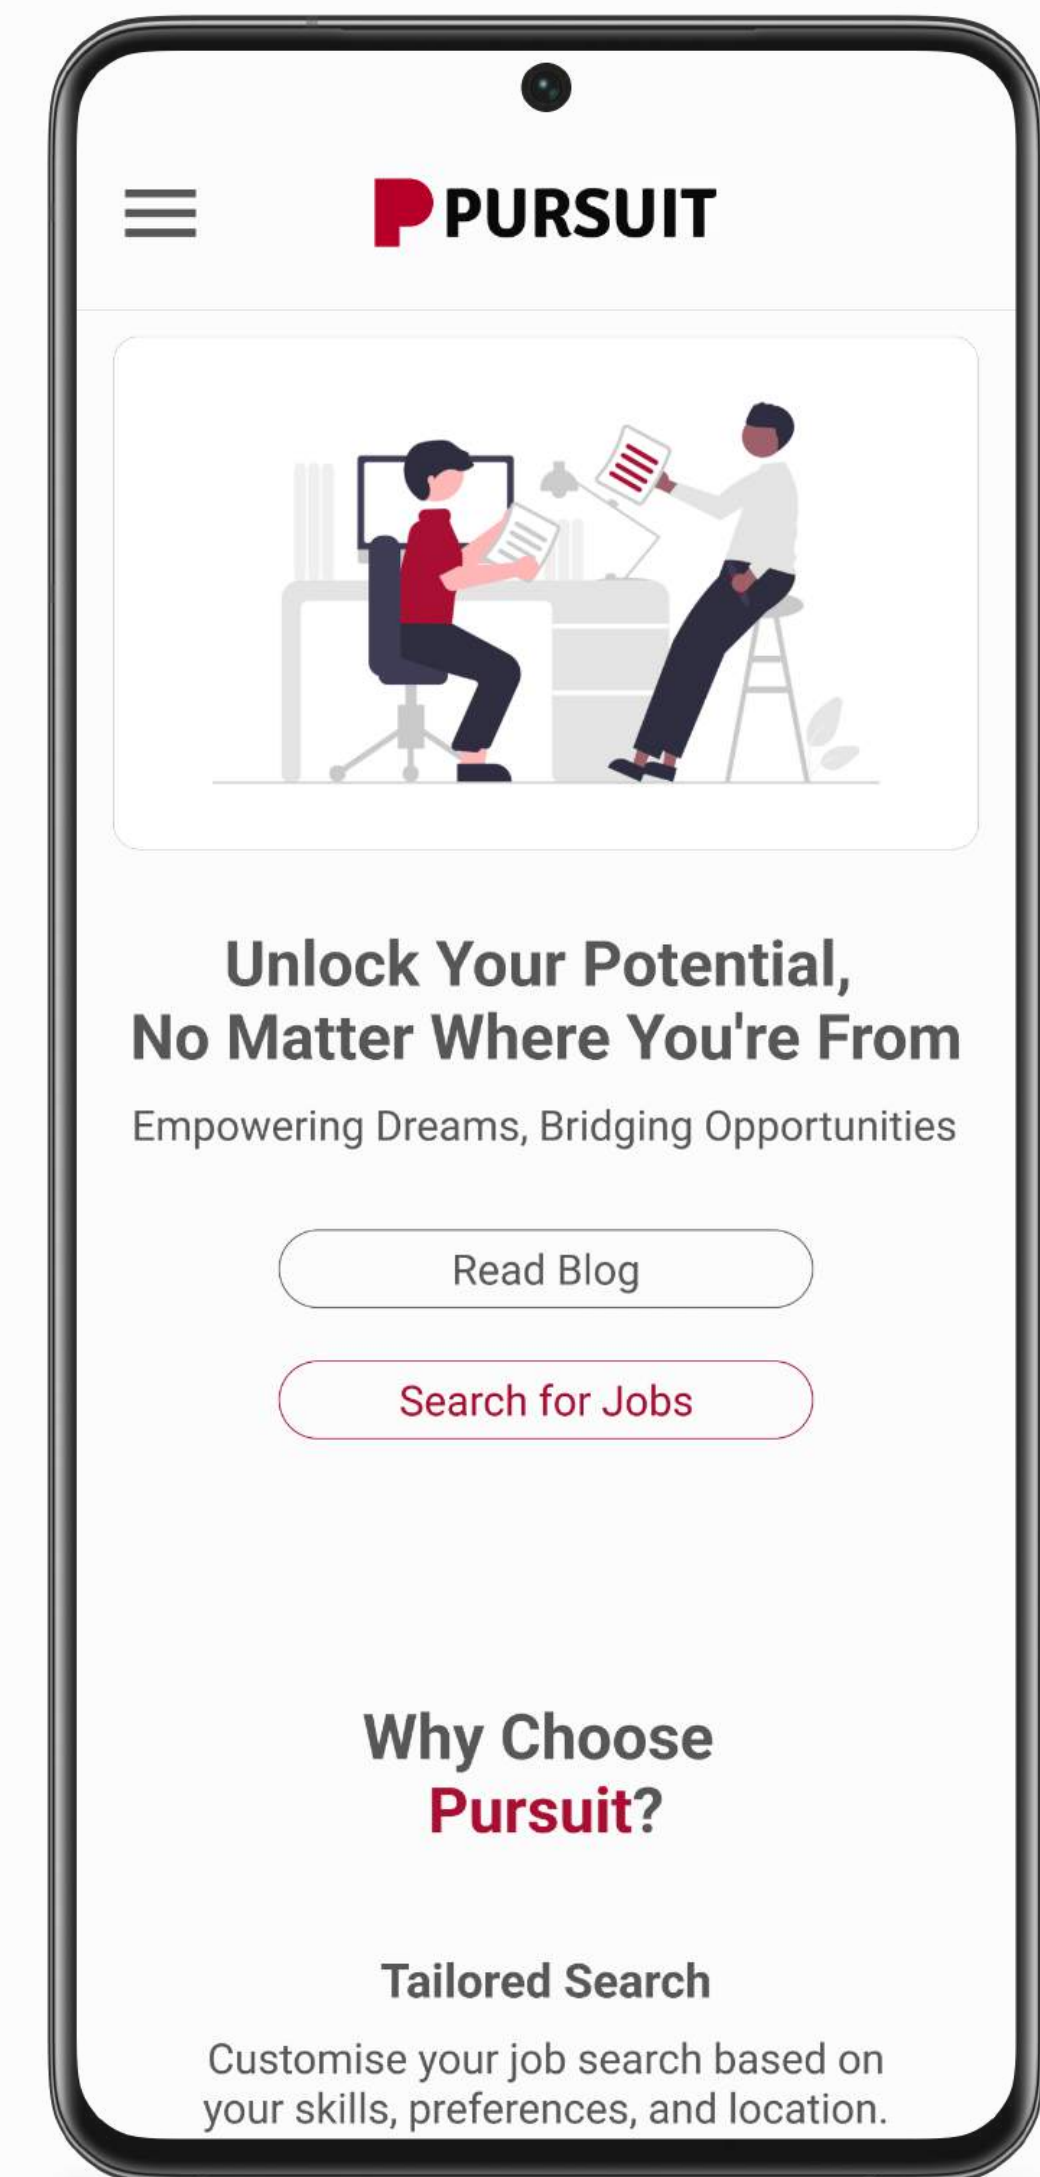 PURSUIT
Unlock Your Potential,
No Matter Where You're From
Empowering Dreams, Bridging Opportunities
Read Blog
Search for Jobs
Why Choose
Pursuit?
Tailored Search
Customise your job search based on
your skills, preferences, and location.